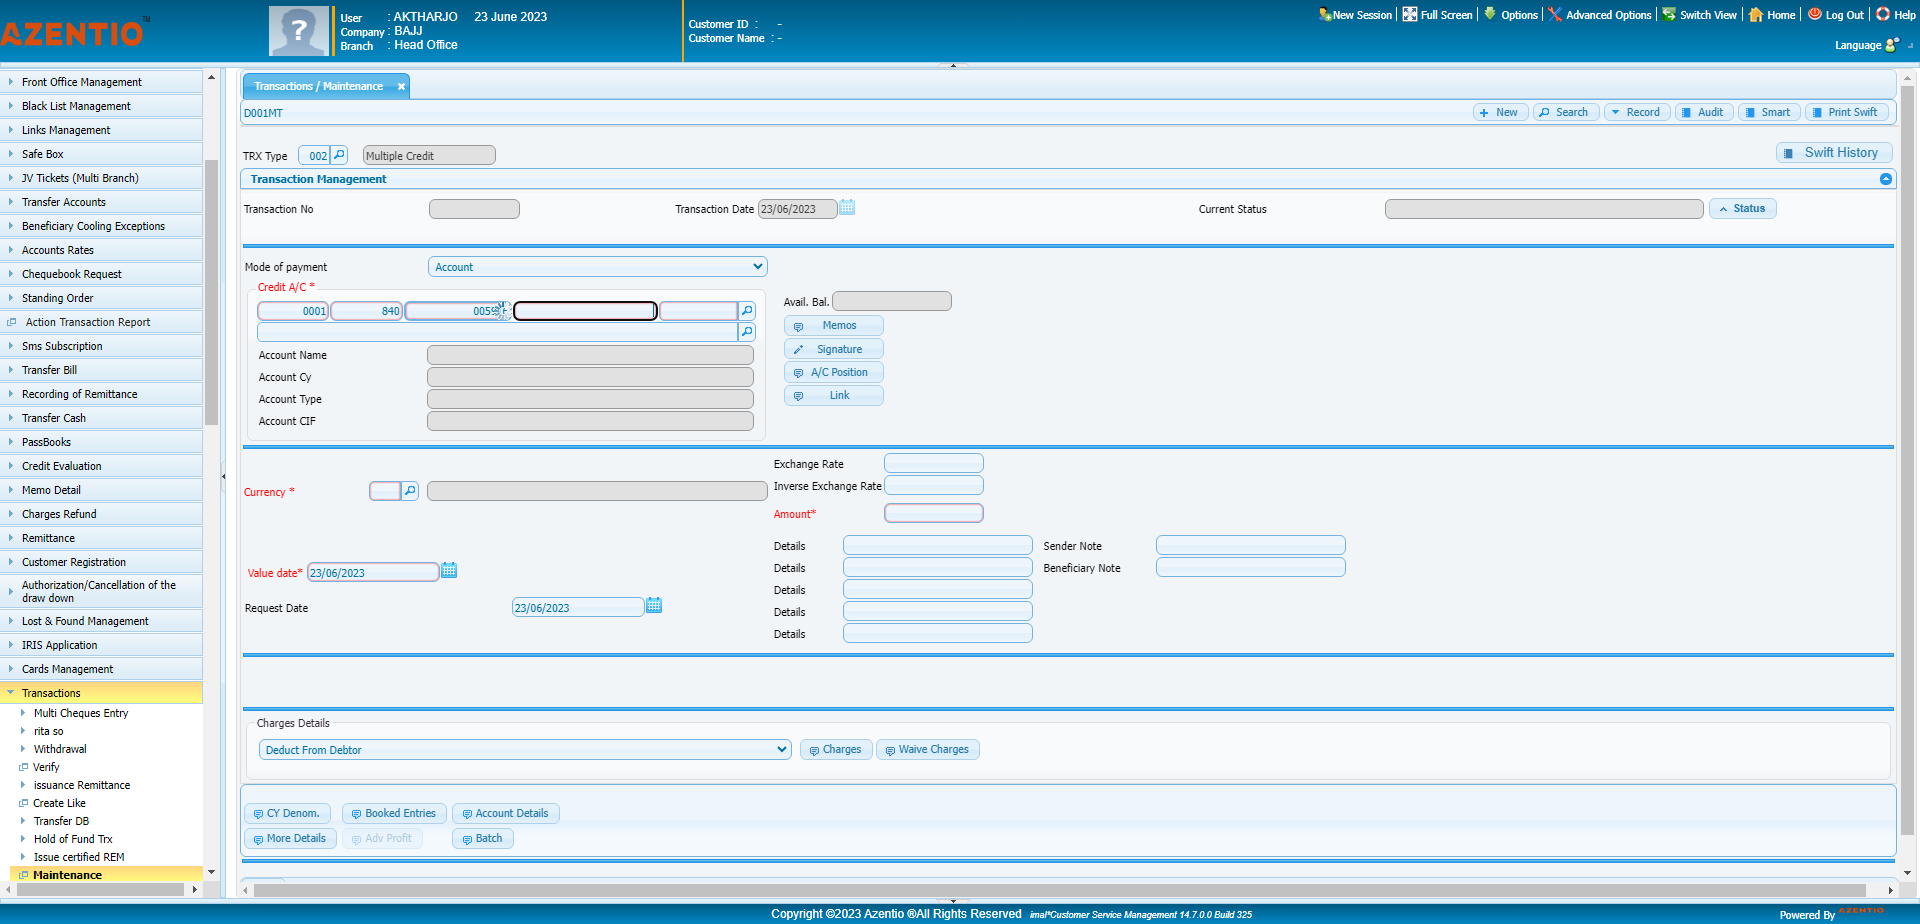 AZENTIO™
User : AKTHARJO 23 June 2023
Company : BAJJ
Branch : Head Office
Customer ID : -
Customer Name : -
New Session Full Screen Options Advanced Options Switch View Home Log Out Help
Language
Front Office Management
Black List Management
Links Management
Safe Box
JV Tickets (Multi Branch)
Transfer Accounts
Beneficiary Cooling Exceptions
Accounts Rates
Chequebook Request
Standing Order
Action Transaction Report
Sms Subscription
Transfer Bill
Recording of Remittance
Transfer Cash
PassBooks
Credit Evaluation
Memo Detail
Charges Refund
Remittance
Customer Registration
Authorization/Cancellation of the
draw down
Lost & Found Management
IRIS Application
Cards Management
Transactions
Multi Cheques Entry
rita so
Withdrawal
Verify
issuance Remittance
Create Like
Transfer DB
Hold of Fund Trx
Issue certified REM
Maintenance
Transactions / Maintenance
D001MT
New Search Record Audit Smart Print Swift
TRX Type 002 Multiple Credit
Swift History
Transaction Management
Transaction No
Transaction Date 23/06/2023
Current Status
Status
Mode of payment Account
Credit A/C *
0001 840
Avail. Bal.
Memos
Signature
A/C Position
Link
Account Name
Account Cy
Account Type
Account CIF
Currency *
Exchange Rate
Inverse Exchange Rate
Amount*
Value date* 23/06/2023
Request Date 23/06/2023
Details
Details
Details
Details
Details
Sender Note
Beneficiary Note
Charges Details
Deduct From Debtor Charges Waive Charges
CY Denom. Booked Entries Account Details
More Details Adv Profit Batch
Copyright ©2023 Azentio ®All Rights Reserved imal*Customer Service Management 14.7.0.0 Build 325
Powered By AZENTIO